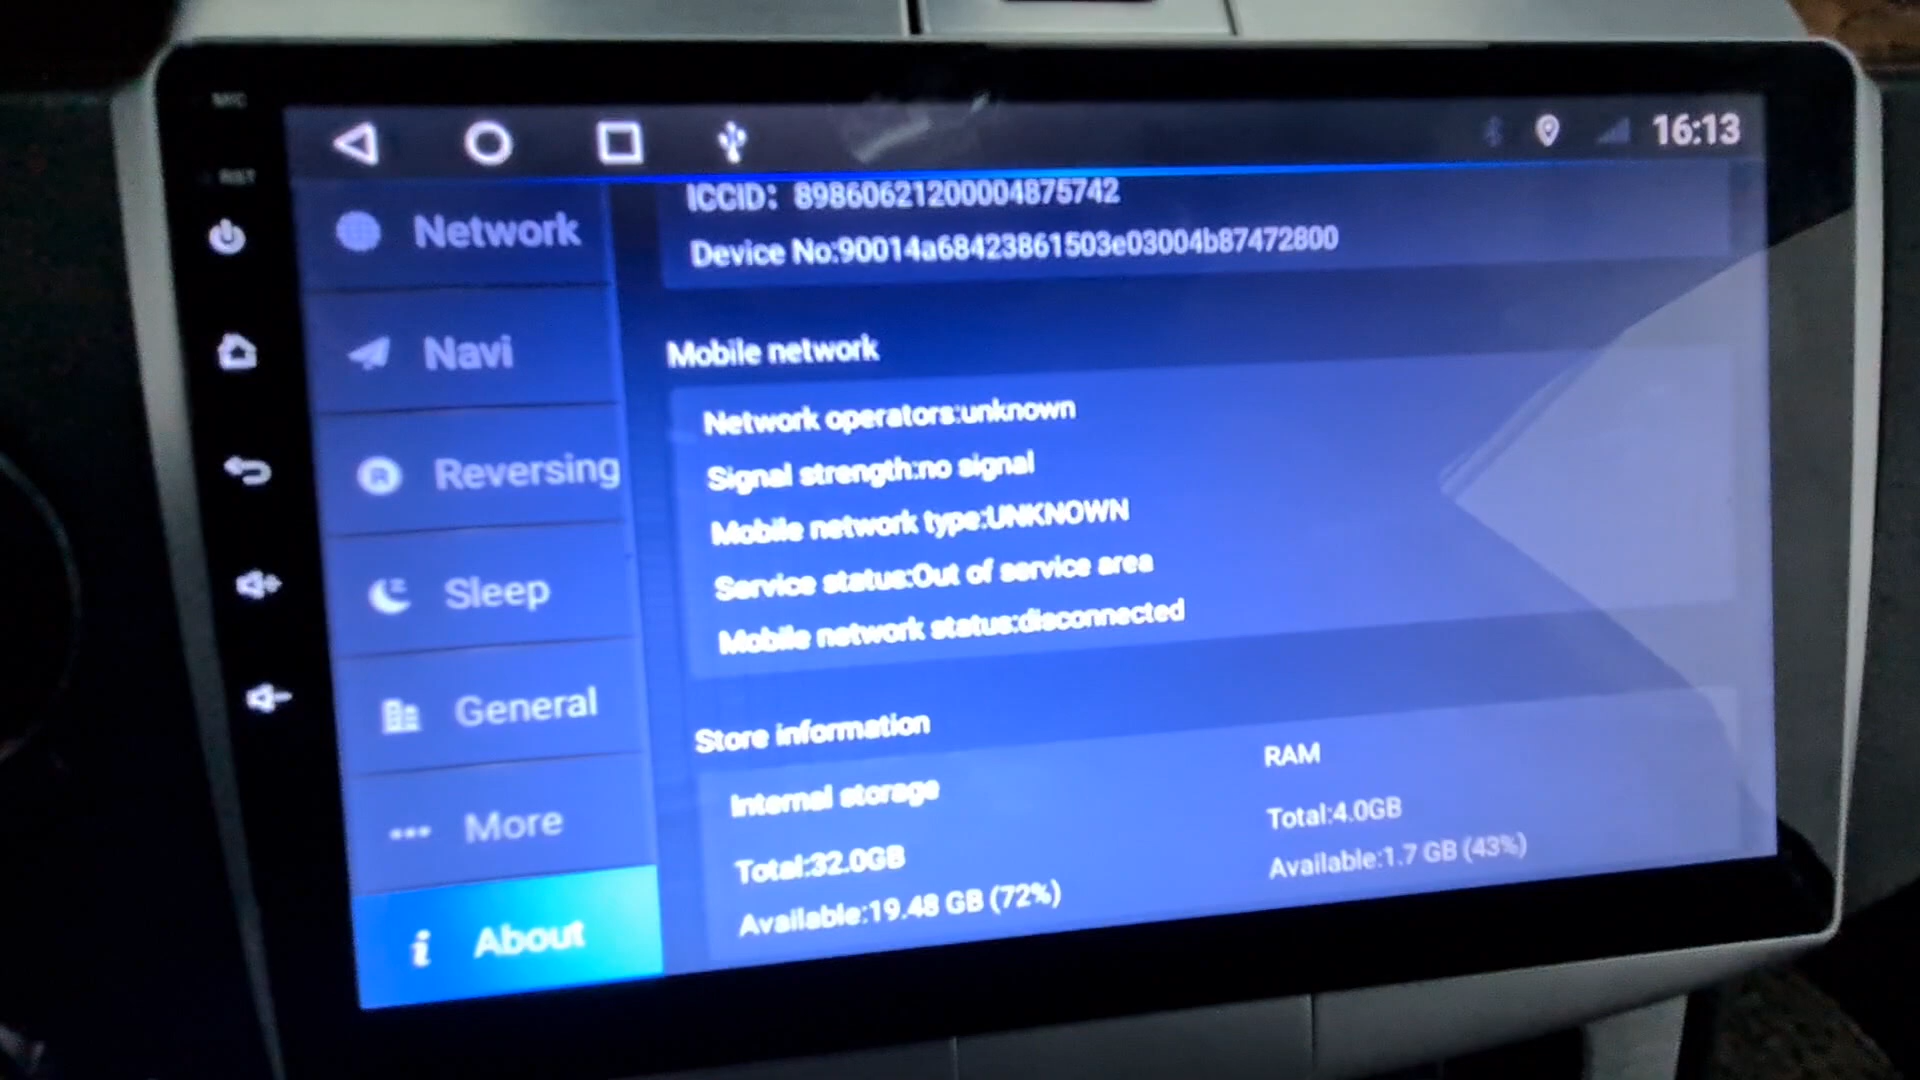 MIC
16:13
RST
ICCID: 89860621200004875742
Device No:90014a68423861503e03004b87472800
Network
Navi
Reversing
Sleep
General
More
About
Mobile network
Network operators:unknown
Signal strength:no signal
Mobile network type:UNKNOWN
Service status:Out of service area
Mobile network status:disconnected
Store information
Internal storage
Total:32.0GB
Available:19.48 GB (72%)
RAM
Total:4.0GB
Available:1.7 GB (43%)